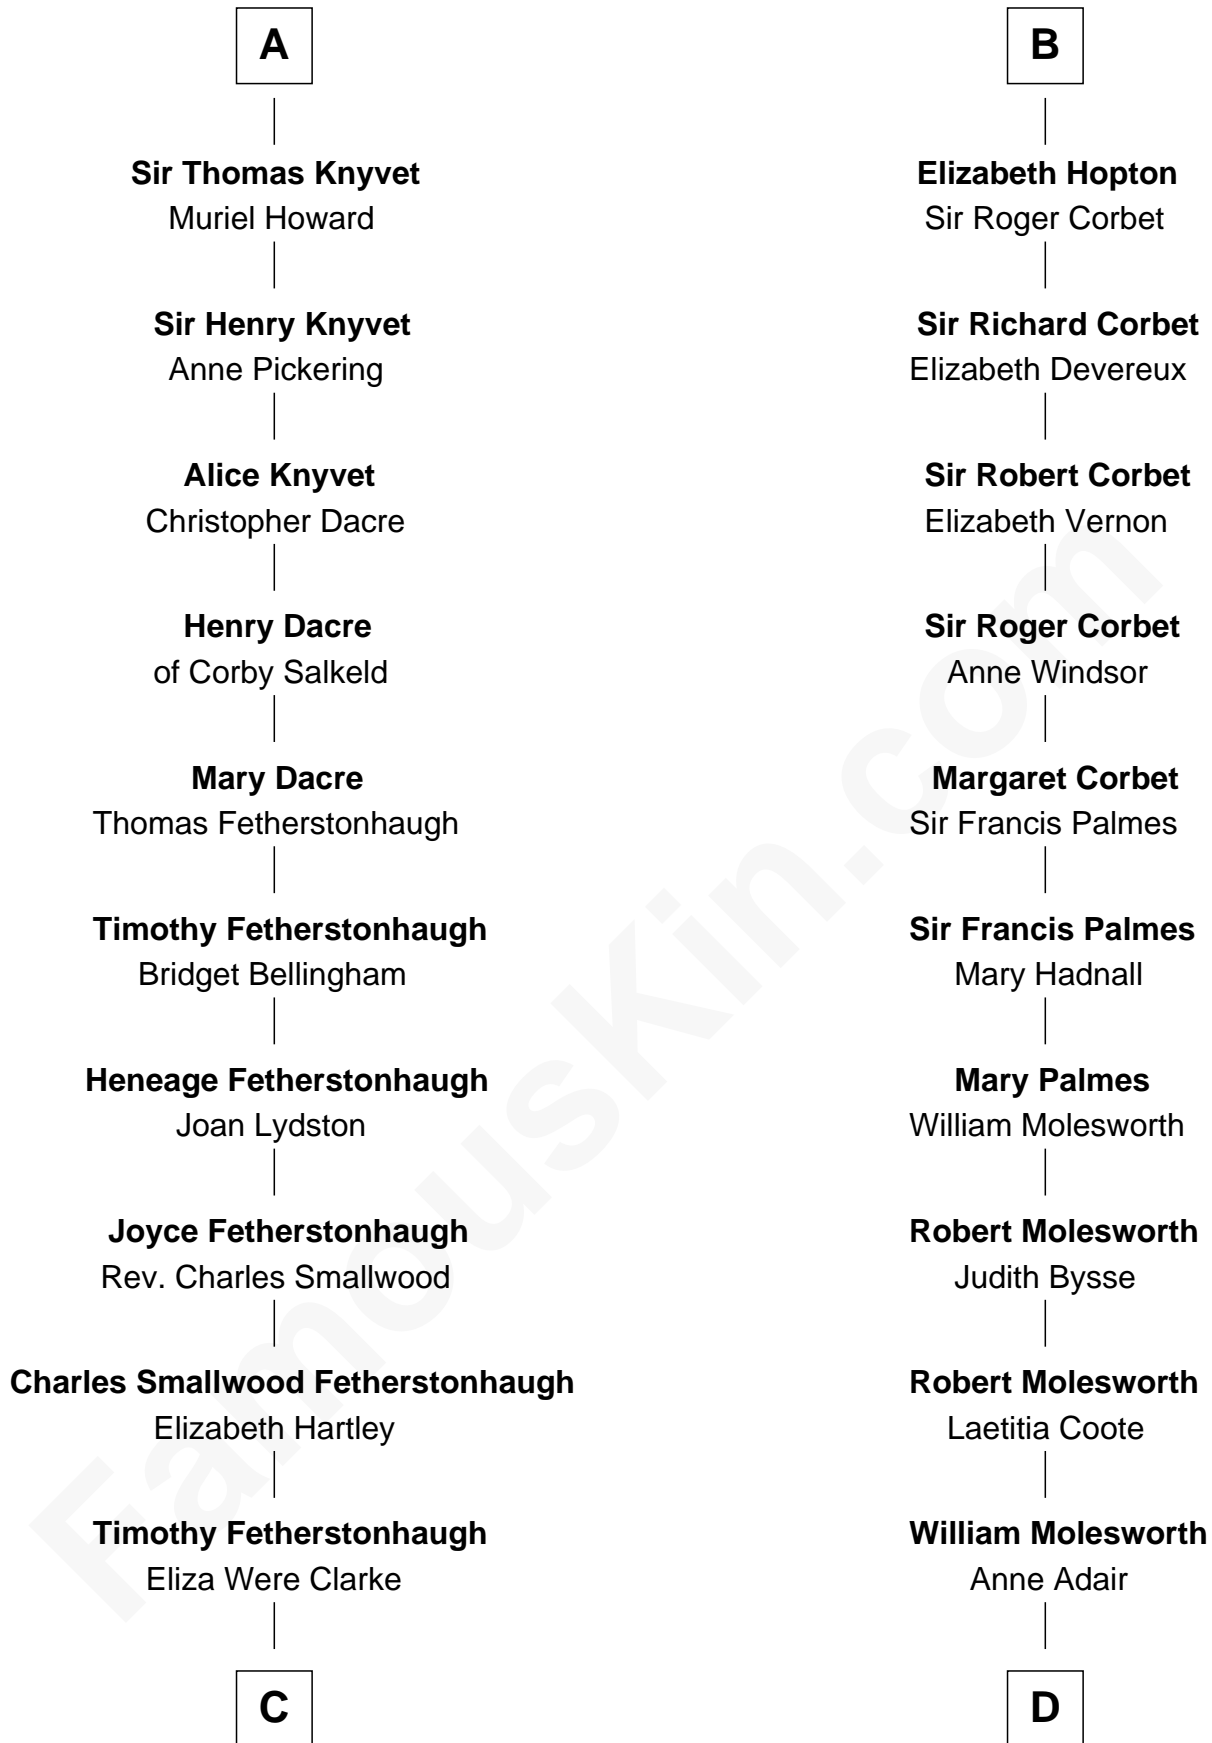 A
Sir Thomas Knyvet
Muriel Howard
Sir Henry Knyvet
Anne Pickering
Alice Knyvet
Christopher Dacre
Henry Dacre
of Corby Salkeld
Mary Dacre
Thomas Fetherstonhaugh
Timothy Fetherstonhaugh
Bridget Bellingham
Heneage Fetherstonhaugh
Joan Lydston
Joyce Fetherstonhaugh
Rev. Charles Smallwood
Charles Smallwood Fetherstonhaugh
Elizabeth Hartley
Timothy Fetherstonhaugh
Eliza Were Clarke
C
B
Elizabeth Hopton
Sir Roger Corbet
Sir Richard Corbet
Elizabeth Devereux
Sir Robert Corbet
Elizabeth Vernon
Sir Roger Corbet
Anne Windsor
Margaret Corbet
Sir Francis Palmes
Sir Francis Palmes
Mary Hadnall
Mary Palmes
William Molesworth
Robert Molesworth
Judith Bysse
Robert Molesworth
Laetitia Coote
William Molesworth
Anne Adair
D
FamousKin.com